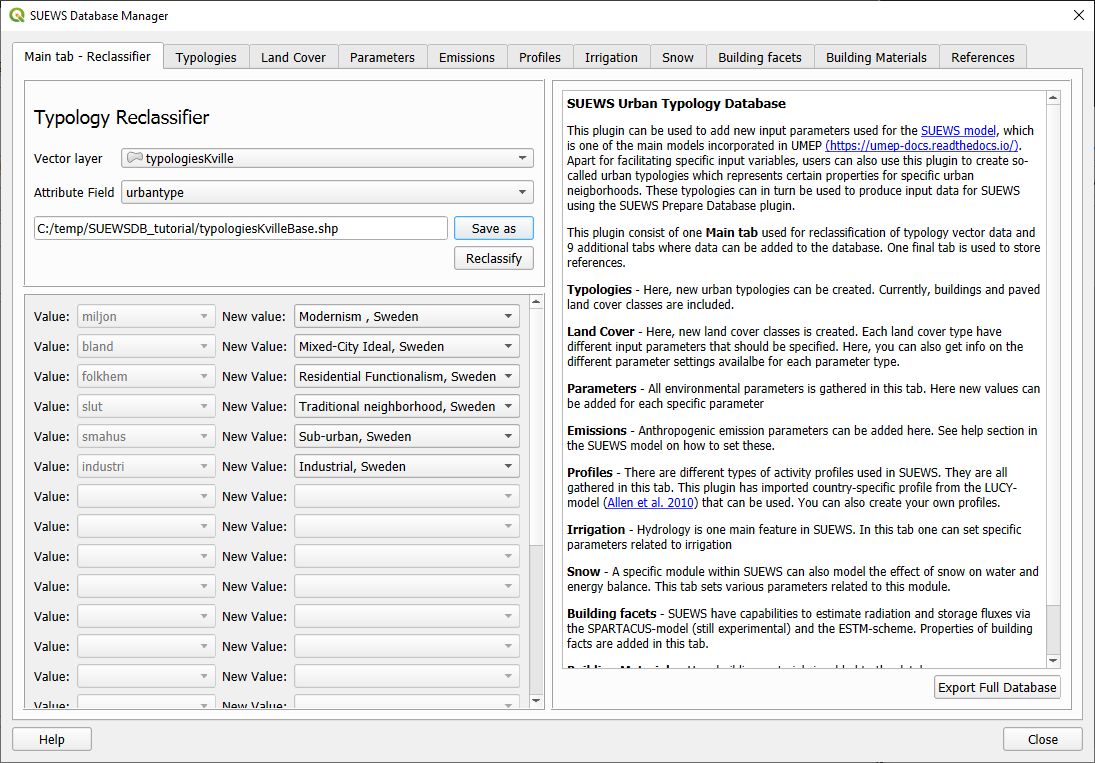 SUEWS Database Manager
Main tab - Reclassifier Typologies Land Cover Parameters Emissions Profiles Irrigation Snow Building facets Building Materials References
Typology Reclassifier
Vector layer typologiesKville
Attribute Field urbantype
C:/temp/SUEWSDB_tutorial/typologiesKvilleBase.shp Save as
Reclassify
Value: miljon New value: Modernism , Sweden
Value: bland New Value: Mixed-City Ideal, Sweden
Value: folkhem New Value: Residential Functionalism, Sweden
Value: slut New Value: Traditional neighborhood, Sweden
Value: smahus New Value: Sub-urban, Sweden
Value: industri New Value: Industrial, Sweden
Value: New Value:
Value: New Value:
Value: New Value:
Value: New Value:
Value: New Value:
Value: New Value:
Value: New Value:
Value: New Value:
SUEWS Urban Typology Database
This plugin can be used to add new input parameters used for the SUEWS model, which
is one of the main models incorporated in UMEP (https://umep-docs.readthedocs.io/).
Apart for facilitating specific input variables, users can also use this plugin to create so-
called urban typologies which represents certain properties for specific urban
neigborhoods. These typologies can in turn be used to produce input data for SUEWS
using the SUEWS Prepare Database plugin.
This plugin consist of one Main tab used for reclassification of typology vector data and
9 additional tabs where data can be added to the database. One final tab is used to store
references.
Typologies - Here, new urban typologies can be created. Currently, buildings and paved
land cover classes are included.
Land Cover - Here, new land cover classes is created. Each land cover type have
different input parameters that should be specified. Here, you can also get info on the
different parameter settings availalbe for each parameter type.
Parameters - All environmental parameters is gathered in this tab. Here new values can
be added for each specific parameter
Emissions - Anthropogenic emission parameters can be added here. See help section in
the SUEWS model on how to set these.
Profiles - There are different types of activity profiles used in SUEWS. They are all
gathered in this tab. This plugin has imported country-specific profile from the LUCY-
model (Allen et al. 2010) that can be used. You can also create your own profiles.
Irrigation - Hydrology is one main feature in SUEWS. In this tab one can set specific
parameters related to irrigation
Snow - A specific module within SUEWS can also model the effect of snow on water and
energy balance. This tab sets various parameters related to this module.
Building facets - SUEWS have capabilities to estimate radiation and storage fluxes via
the SPARTACUS-model (still experimental) and the ESTM-scheme. Properties of building
facts are added in this tab.
Export Full Database
Help Close